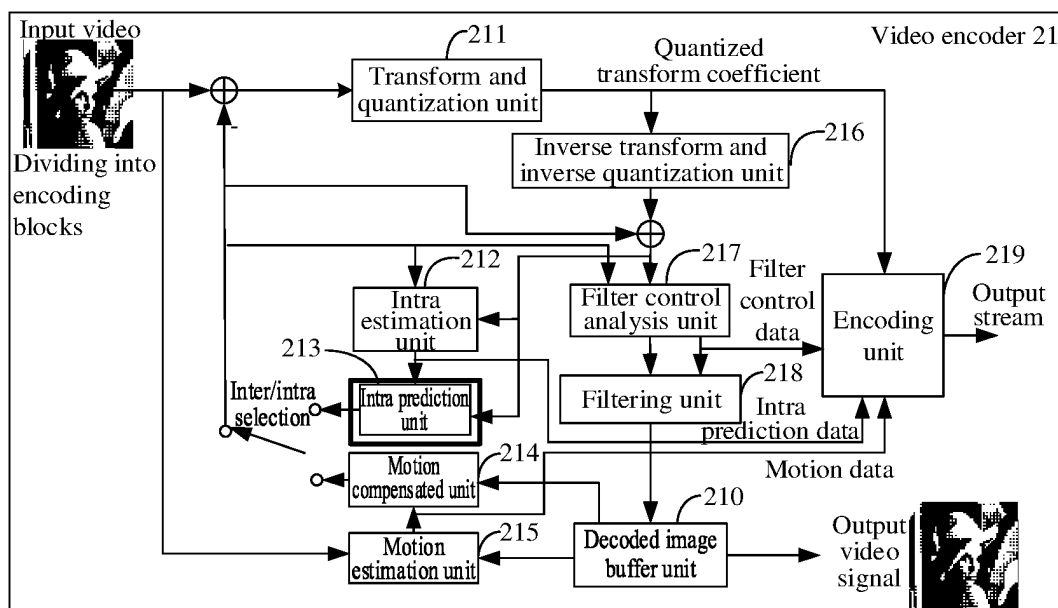 Input video
Video encoder 21
211
Transform and
quantization unit
Quantized
transform coefficient
216
Inverse transform and
inverse quantization unit
Dividing into
encoding
blocks
-
212
Intra
estimation
unit
217
Filter control
analysis unit
Filter
control
data
219
Encoding
unit
Output
stream
213
Intra prediction
unit
Inter/intra
selection
218
Filtering unit
Intra
prediction data
Motion data
214
Motion
compensated unit
215
Motion
estimation unit
210
Decoded image
buffer unit
Output
video
signal